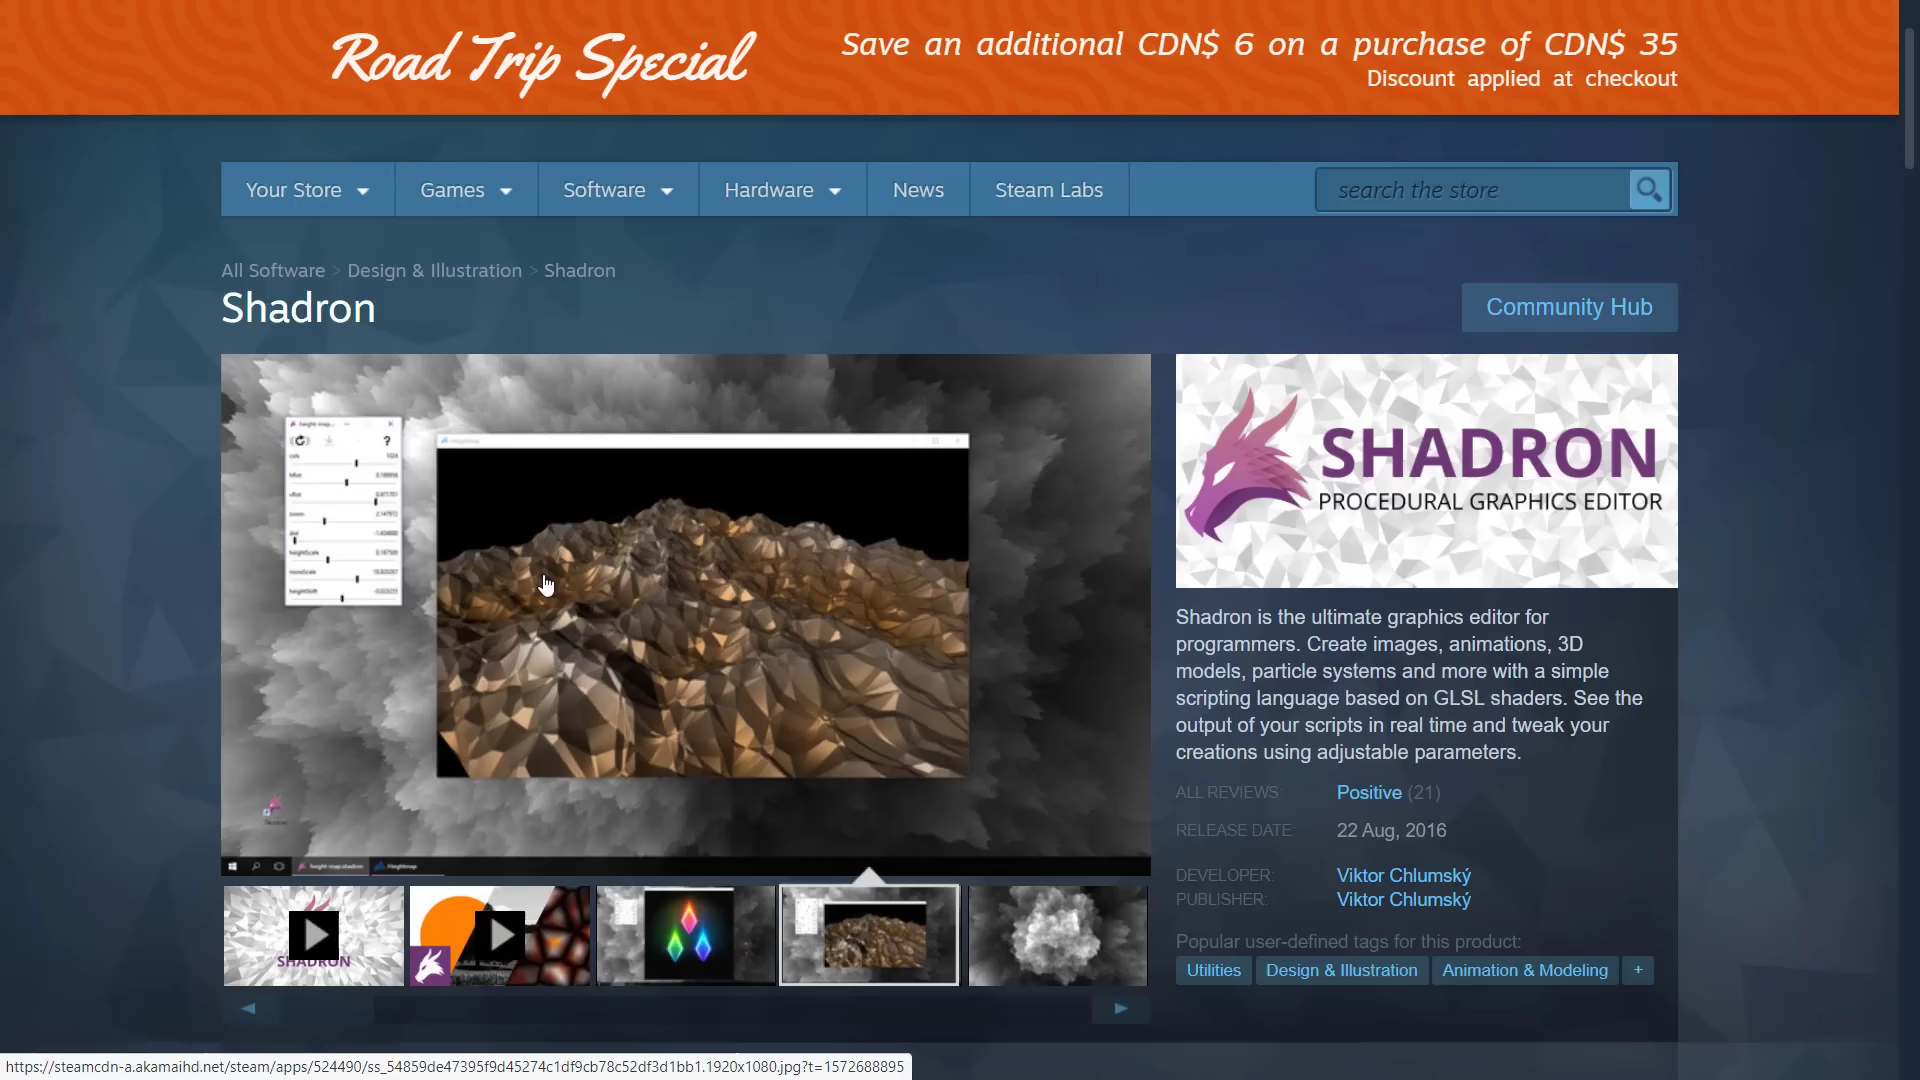 Road Trip Special
Save an additional CDN$ 6 on a purchase of CDN$ 35
Discount applied at checkout
Your Store
Games
Software
Hardware
News
Steam Labs
search the store
All Software > Design & Illustration > Shadron
Shadron
Community Hub
SHADRON
PROCEDURAL GRAPHICS EDITOR
Shadron is the ultimate graphics editor for
programmers. Create images, animations, 3D
models, particle systems and more with a simple
scripting language based on GLSL shaders. See the
output of your scripts in real time and tweak your
creations using adjustable parameters.
ALL REVIEWS: Positive (21)
RELEASE DATE: 22 Aug, 2016
DEVELOPER: Viktor Chlumský
PUBLISHER: Viktor Chlumský
Popular user-defined tags for this product:
Utilities
Design & Illustration
Animation & Modeling
+
SHADRON
https://steamcdn-a.akamaihd.net/steam/apps/524490/ss_54859de47395f9d45274c1df9cb78c52df3d1bb1.1920x1080.jpg?t=1572688895